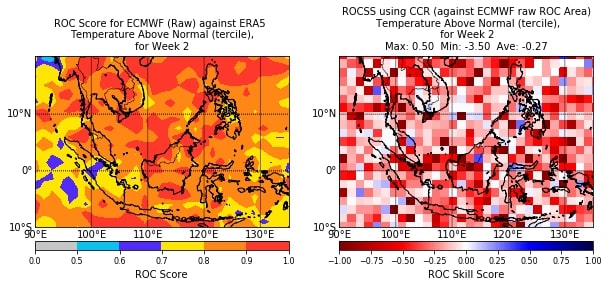 ROC Score for ECMWF (Raw) against ERA5
Temperature Above Normal (tercile),
for Week 2
10°N
0°
10°S
90°E 100°E 110°E 120°E 130°E
0.0 0.5 0.6 0.7 0.8 0.9 1.0
ROC Score
ROCSS using CCR (against ECMWF raw ROC Area)
Temperature Above Normal (tercile),
for Week 2
Max: 0.50 Min: -3.50 Ave: -0.27
10°N
0°
10°S
90°E 100°E 110°E 120°E 130°E
−1.00 −0.75 −0.50 −0.25 0.00 0.25 0.50 0.75 1.00
ROC Skill Score